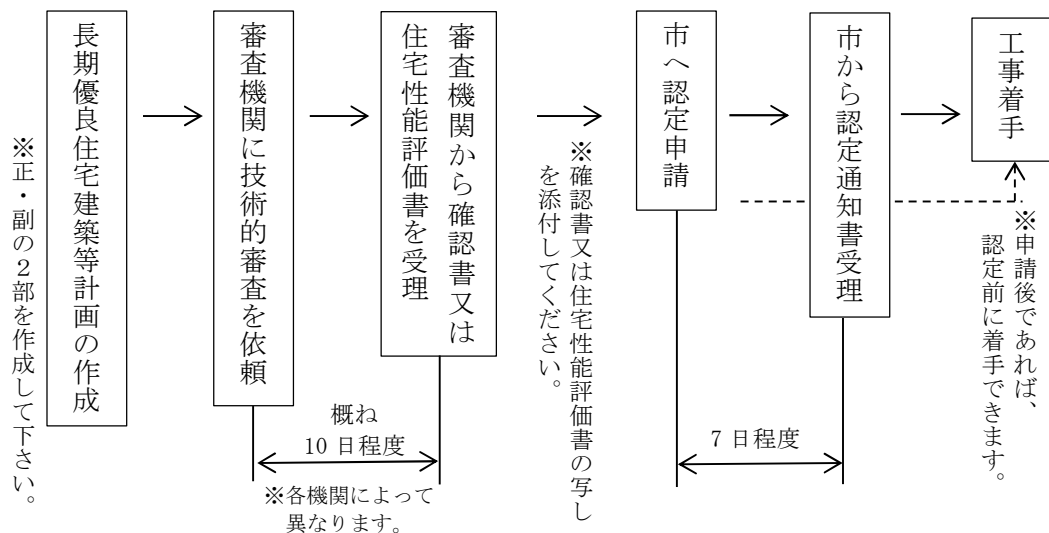 長期優良住宅建築等計画の作成
※正・副の２部を作成して下さい。
審査機関に技術的審査を依頼
審査機関から確認書又は
住宅性能評価書を受理
概ね
10 日程度
※各機関によって
異なります。
※確認書又は住宅性能評価書の写し
を添付してください。
市へ認定申請
市から認定通知書受理
7 日程度
工事着手
※申請後であれば、
認定前に着手できます。